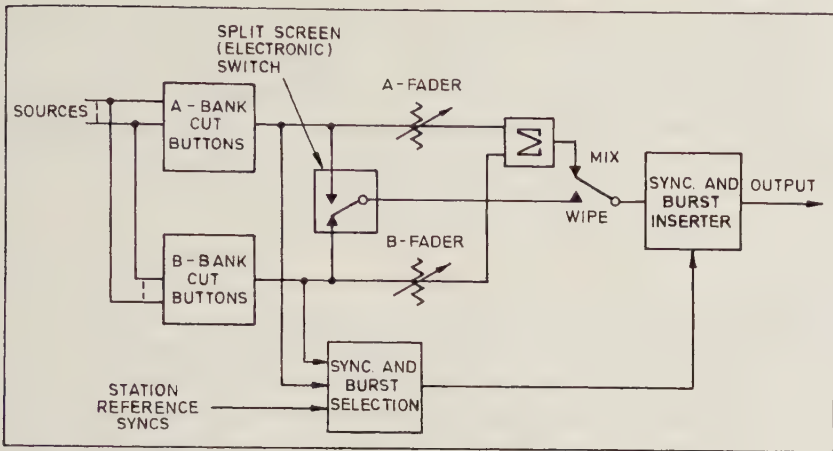 SPLIT SCREEN
(ELECTRONIC)
SWITCH
A-FADER
SOURCES
A-BANK
CUT
BUTTONS
Σ
MIX
WIPE
SYNC. AND
BURST
INSERTER
OUTPUT
B-FADER
B-BANK
CUT
BUTTONS
SYNC. AND
BURST
SELECTION
STATION
REFERENCE
SYNCS